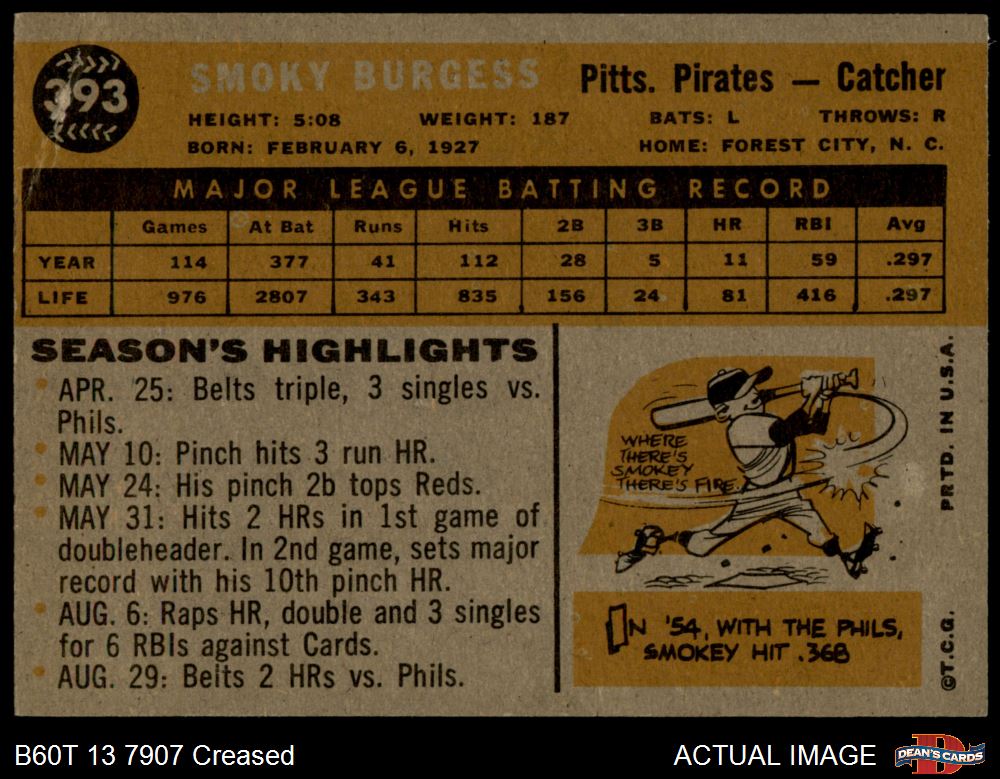 393
SMOKY BURGESS Pitts. Pirates — Catcher
HEIGHT: 5:08 WEIGHT: 187 BATS: L THROWS: R
BORN: FEBRUARY 6, 1927 HOME: FOREST CITY, N. C.
MAJOR LEAGUE BATTING RECORD
Games At Bat Runs Hits 2B 3B HR RBI Avg
YEAR 114 377 41 112 28 5 11 59 .297
LIFE 976 2807 343 835 156 24 81 416 .297
SEASON'S HIGHLIGHTS
• APR. 25: Belts triple, 3 singles vs.
Phils.
• MAY 10: Pinch hits 3 run HR.
• MAY 24: His pinch 2b tops Reds.
• MAY 31: Hits 2 HRs in 1st game of
doubleheader. In 2nd game, sets major
record with his 10th pinch HR.
• AUG. 6: Raps HR, double and 3 singles
for 6 RBIs against Cards.
• AUG. 29: Belts 2 HRs vs. Phils.
WHERE
THERE'S
SMOKEY
THERE'S FIRE.
IN '54, WITH THE PHILS,
SMOKEY HIT .368
©T.C.G. PRTD. IN U.S.A.
B60T 13 7907 Creased ACTUAL IMAGE
DEAN'S CARDS